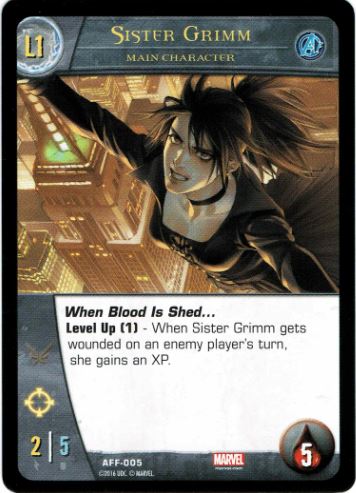 L1
SISTER GRIMM
MAIN CHARACTER
When Blood Is Shed...
Level Up (1) - When Sister Grimm gets
wounded on an enemy player's turn,
she gains an XP.
2 5
5
AFF-005
©2016 UDC. © MARVEL.
MARVEL